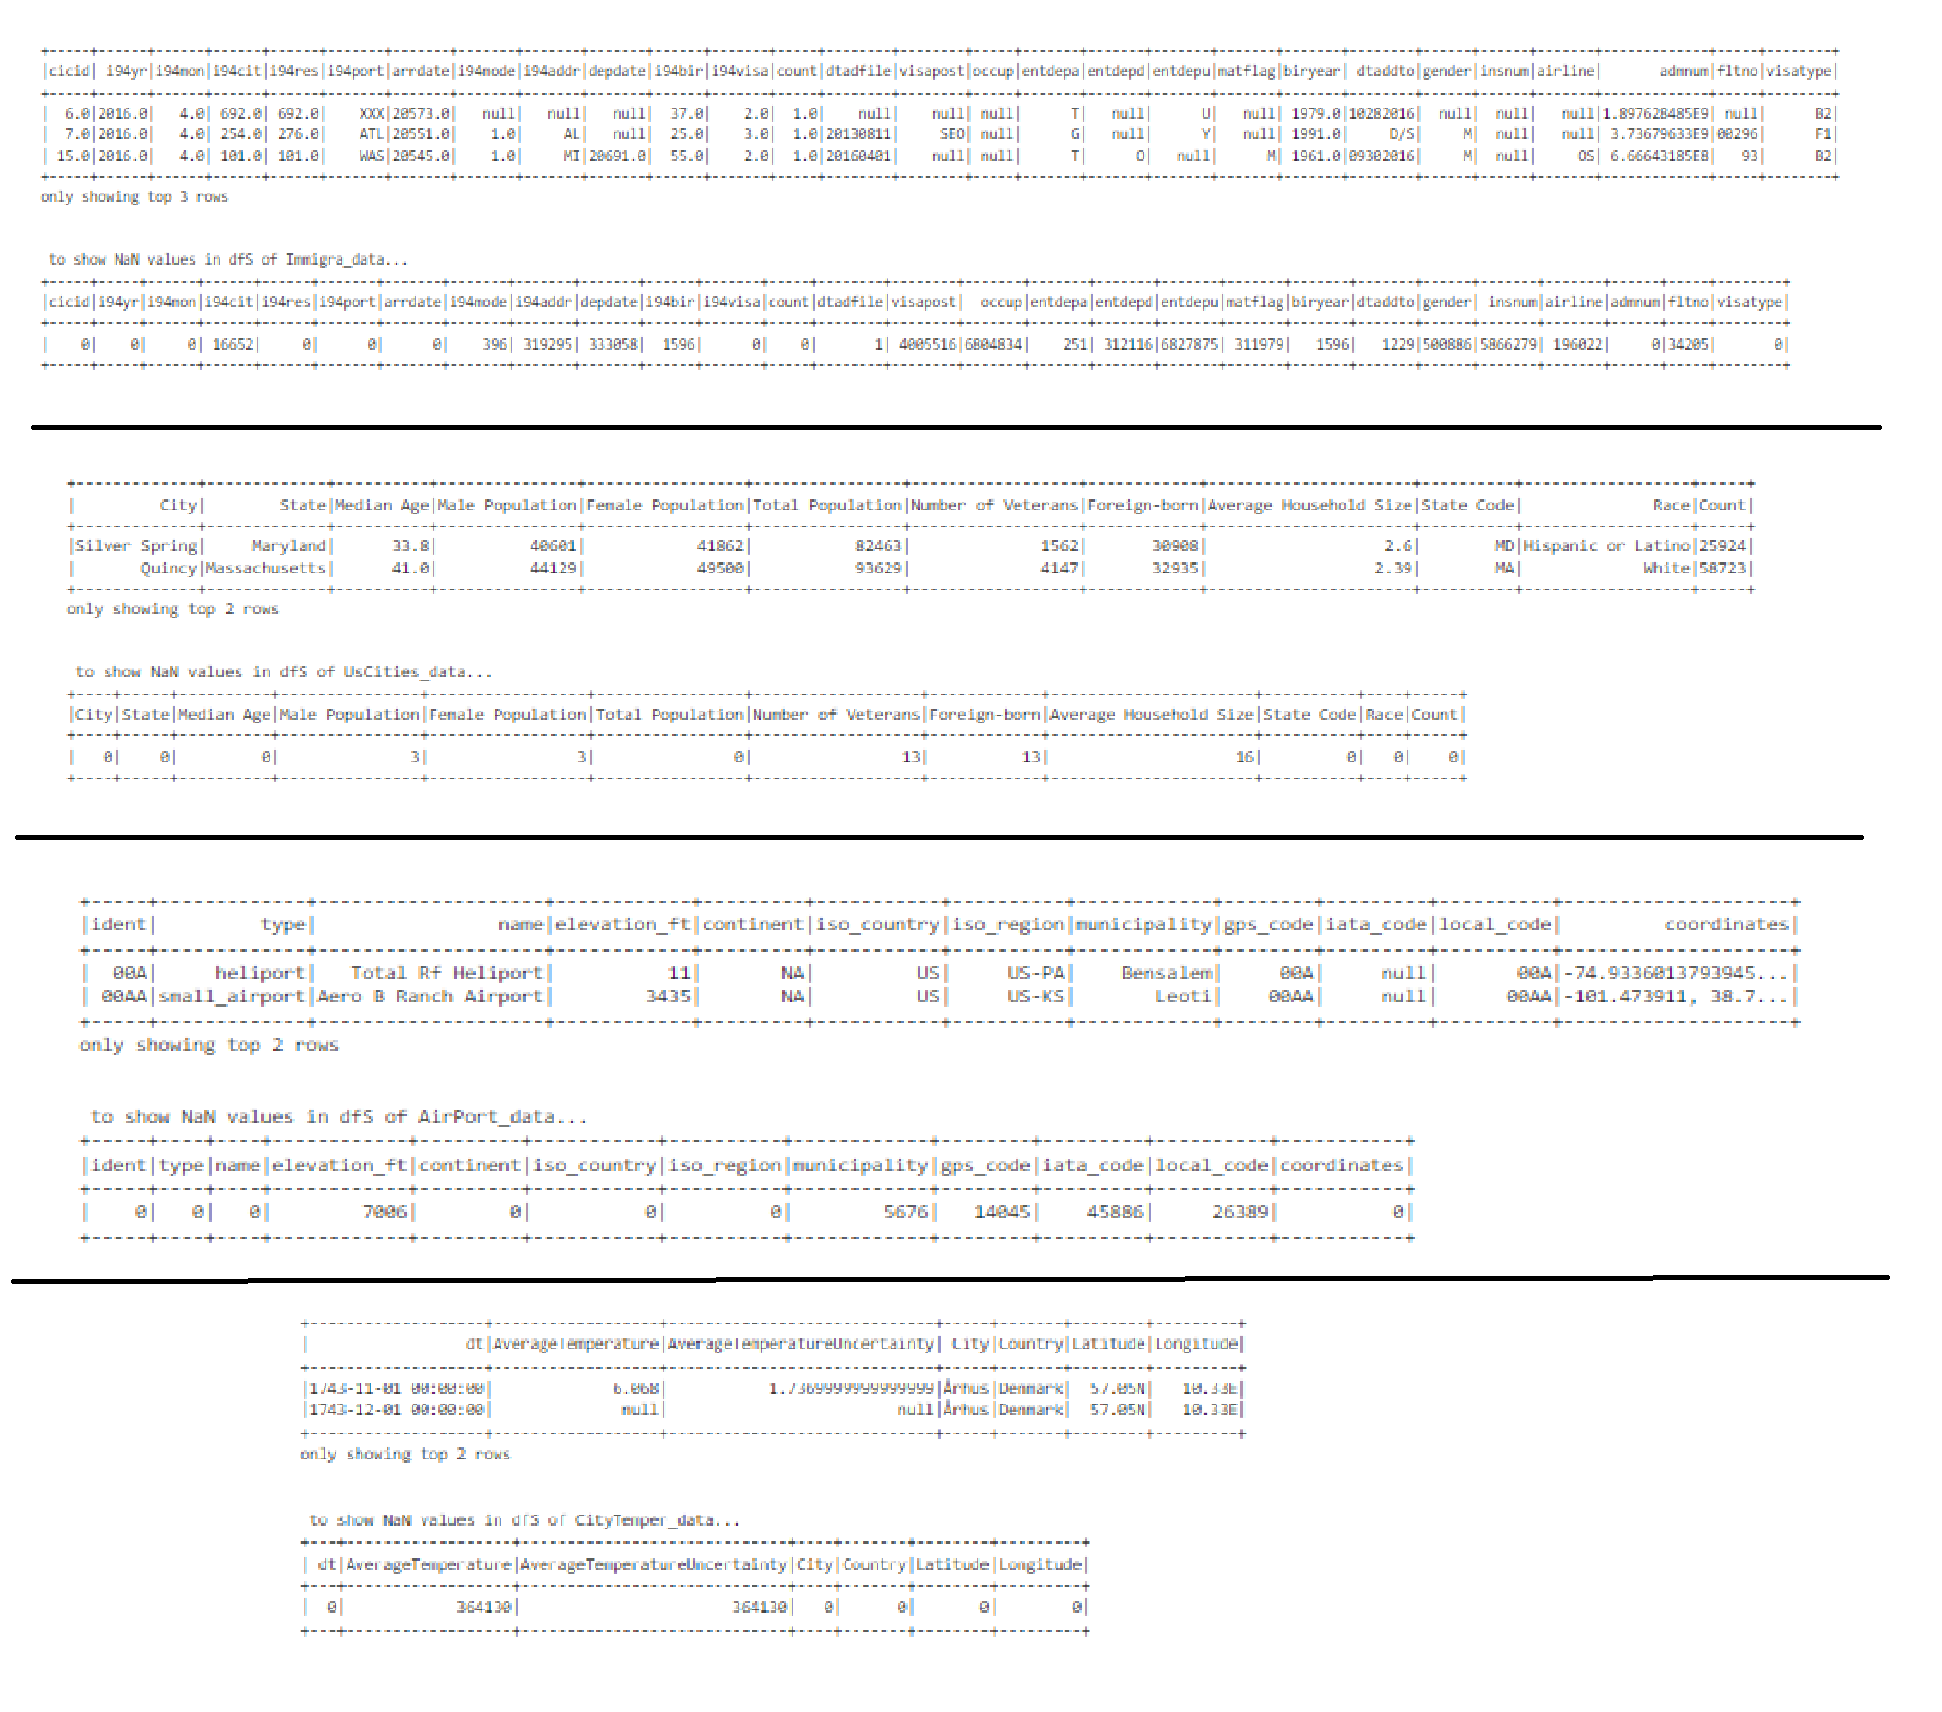 +-----+------+------+------+------+-------+-------+-------+-------+-------+------+-------+-----+--------+--------+-----+-------+-------+-------+-------+-------+--------+------+------+-------+--------------+-----+--------+
|cicid| i94yr|i94mon|i94cit|i94res|i94port|arrdate|i94mode|i94addr|depdate|i94bir|i94visa|count|dtadfile|visapost|occup|entdepa|entdepd|entdepu|matflag|biryear| dtaddto|gender|insnum|airline|        admnum|fltno|visatype|
+-----+------+------+------+------+-------+-------+-------+-------+-------+------+-------+-----+--------+--------+-----+-------+-------+-------+-------+-------+--------+------+------+-------+--------------+-----+--------+
|  6.0|2016.0|   4.0| 692.0| 692.0|    XXX|20573.0|   null|   null|   null|  37.0|    2.0|  1.0|    null|    null| null|      T|   null|      U|   null| 1979.0|10282016|  null|  null|   null|1.897628485E9| null|      B2|
|  7.0|2016.0|   4.0| 254.0| 276.0|    ATL|20551.0|    1.0|     AL|   null|  25.0|    3.0|  1.0|20130811|     SEO| null|      G|   null|      Y|   null| 1991.0|     D/S|     M|  null|   null| 3.73679633E9|00296|      F1|
| 15.0|2016.0|   4.0| 101.0| 101.0|    WAS|20545.0|    1.0|     MI|20691.0|  55.0|    2.0|  1.0|20160401|    null| null|      T|      O|   null|      M| 1961.0|09302016|     M|  null|     OS| 6.66643185E8|   93|      B2|
+-----+------+------+------+------+-------+-------+-------+-------+-------+------+-------+-----+--------+--------+-----+-------+-------+-------+-------+-------+--------+------+------+-------+--------------+-----+--------+
only showing top 3 rows
to show NaN values in dfS of Immigra_data...
+-----+-----+------+------+------+-------+-------+-------+-------+-------+------+-------+-----+--------+--------+-------+-------+-------+-------+-------+-------+-------+------+-------+-------+------+-----+--------+
|cicid|i94yr|i94mon|i94cit|i94res|i94port|arrdate|i94mode|i94addr|depdate|i94bir|i94visa|count|dtadfile|visapost|  occup|entdepa|entdepd|entdepu|matflag|biryear|dtaddto|gender| insnum|airline|admnum|fltno|visatype|
+-----+-----+------+------+------+-------+-------+-------+-------+-------+------+-------+-----+--------+--------+-------+-------+-------+-------+-------+-------+-------+------+-------+-------+------+-----+--------+
|    0|    0|     0| 16652|     0|      0|      0|    396| 319295| 333058|  1596|      0|    0|       1| 4005516|6804834|    251| 312116|6827875| 311979|   1596|   1229|500886|5866279| 196022|     0|34205|       0|
+-----+-----+------+------+------+-------+-------+-------+-------+-------+------+-------+-----+--------+--------+-------+-------+-------+-------+-------+-------+-------+------+-------+-------+------+-----+--------+
+-------------+-------------+----------+---------------+-----------------+----------------+------------------+------------+----------------------+----------+------------------+-----+
|         City|        State|Median Age|Male Population|Female Population|Total Population|Number of Veterans|Foreign-born|Average Household Size|State Code|              Race|Count|
+-------------+-------------+----------+---------------+-----------------+----------------+------------------+------------+----------------------+----------+------------------+-----+
|Silver Spring|     Maryland|      33.8|          40601|            41862|           82463|              1562|       30908|                   2.6|        MD|Hispanic or Latino|25924|
|       Quincy|Massachusetts|      41.0|          44129|            49500|           93629|              4147|       32935|                  2.39|        MA|             White|58723|
+-------------+-------------+----------+---------------+-----------------+----------------+------------------+------------+----------------------+----------+------------------+-----+
only showing top 2 rows
to show NaN values in dfS of UsCities_data...
+----+-----+----------+---------------+-----------------+----------------+------------------+------------+----------------------+----------+----+-----+
|City|State|Median Age|Male Population|Female Population|Total Population|Number of Veterans|Foreign-born|Average Household Size|State Code|Race|Count|
+----+-----+----------+---------------+-----------------+----------------+------------------+------------+----------------------+----------+----+-----+
|   0|    0|         0|              3|                3|               0|                13|          13|                    16|         0|   0|    0|
+----+-----+----------+---------------+-----------------+----------------+------------------+------------+----------------------+----------+----+-----+
+-----+-------------+--------------------+------------+---------+-----------+----------+------------+--------+---------+----------+--------------------+
|ident|         type|                name|elevation_ft|continent|iso_country|iso_region|municipality|gps_code|iata_code|local_code|         coordinates|
+-----+-------------+--------------------+------------+---------+-----------+----------+------------+--------+---------+----------+--------------------+
|  00A|     heliport|   Total Rf Heliport|          11|       NA|         US|     US-PA|    Bensalem|     00A|     null|       00A|-74.9336013793945...|
| 00AA|small_airport|Aero B Ranch Airport|        3435|       NA|         US|     US-KS|       Leoti|    00AA|     null|      00AA|-101.473911, 38.7...|
+-----+-------------+--------------------+------------+---------+-----------+----------+------------+--------+---------+----------+--------------------+
only showing top 2 rows
to show NaN values in dfS of AirPort_data...
+-----+----+----+------------+---------+-----------+----------+------------+--------+---------+----------+-----------+
|ident|type|name|elevation_ft|continent|iso_country|iso_region|municipality|gps_code|iata_code|local_code|coordinates|
+-----+----+----+------------+---------+-----------+----------+------------+--------+---------+----------+-----------+
|    0|   0|   0|        7006|        0|          0|         0|        5676|   14045|    45886|     26389|          0|
+-----+----+----+------------+---------+-----------+----------+------------+--------+---------+----------+-----------+
+-------------------+------------------+-----------------------------+-----+-------+--------+---------+
|                 dt|AverageTemperature|AverageTemperatureUncertainty| City|Country|Latitude|Longitude|
+-------------------+------------------+-----------------------------+-----+-------+--------+---------+
|1743-11-01 00:00:00|             6.068|           1.7369999999999999|Århus|Denmark|  57.05N|   10.33E|
|1743-12-01 00:00:00|              null|                         null|Århus|Denmark|  57.05N|   10.33E|
+-------------------+------------------+-----------------------------+-----+-------+--------+---------+
only showing top 2 rows
to show NaN values in dfS of CityTemper_data...
+---+------------------+-----------------------------+----+-------+--------+---------+
| dt|AverageTemperature|AverageTemperatureUncertainty|City|Country|Latitude|Longitude|
+---+------------------+-----------------------------+----+-------+--------+---------+
|  0|            364130|                       364130|   0|      0|       0|        0|
+---+------------------+-----------------------------+----+-------+--------+---------+